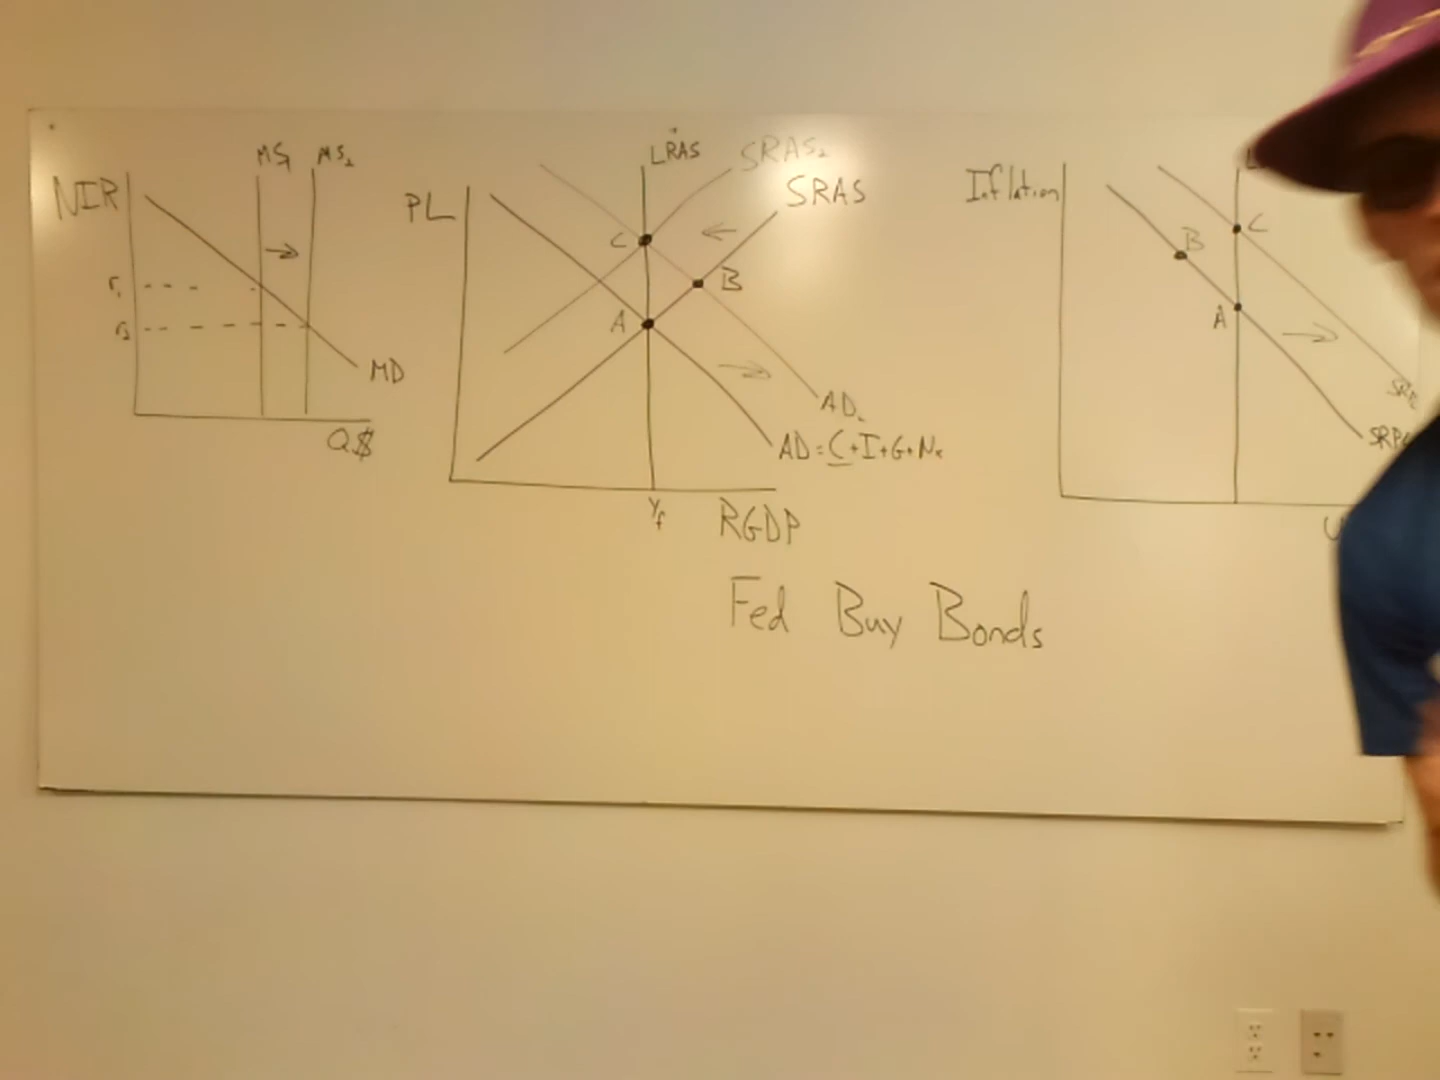 NIR
MS1
MS2
r1
r2
MD
Q$
PL
LRAS
SRAS2
SRAS
C
B
A
AD2
AD=C+I+G+Nx
Yf
RGDP
Inflation
L
C
B
A
SRPC
U
Fed Buy Bonds